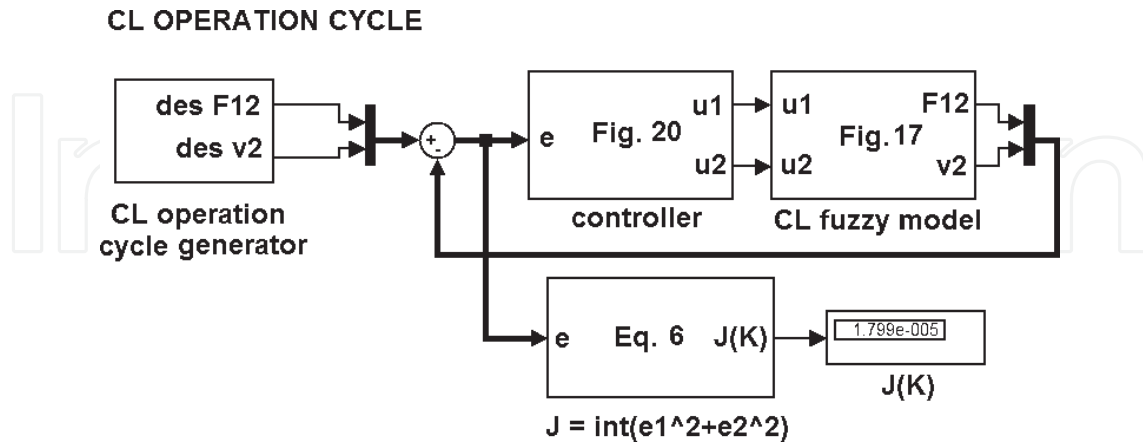 CL OPERATION CYCLE
des F12
des v2
CL operation
cycle generator
+
-
e
Fig. 20
u1
u2
controller
u1
u2
Fig.17
F12
v2
CL fuzzy model
e
Eq. 6
J(K)
J = int(e1^2+e2^2)
1.799e-005
J(K)